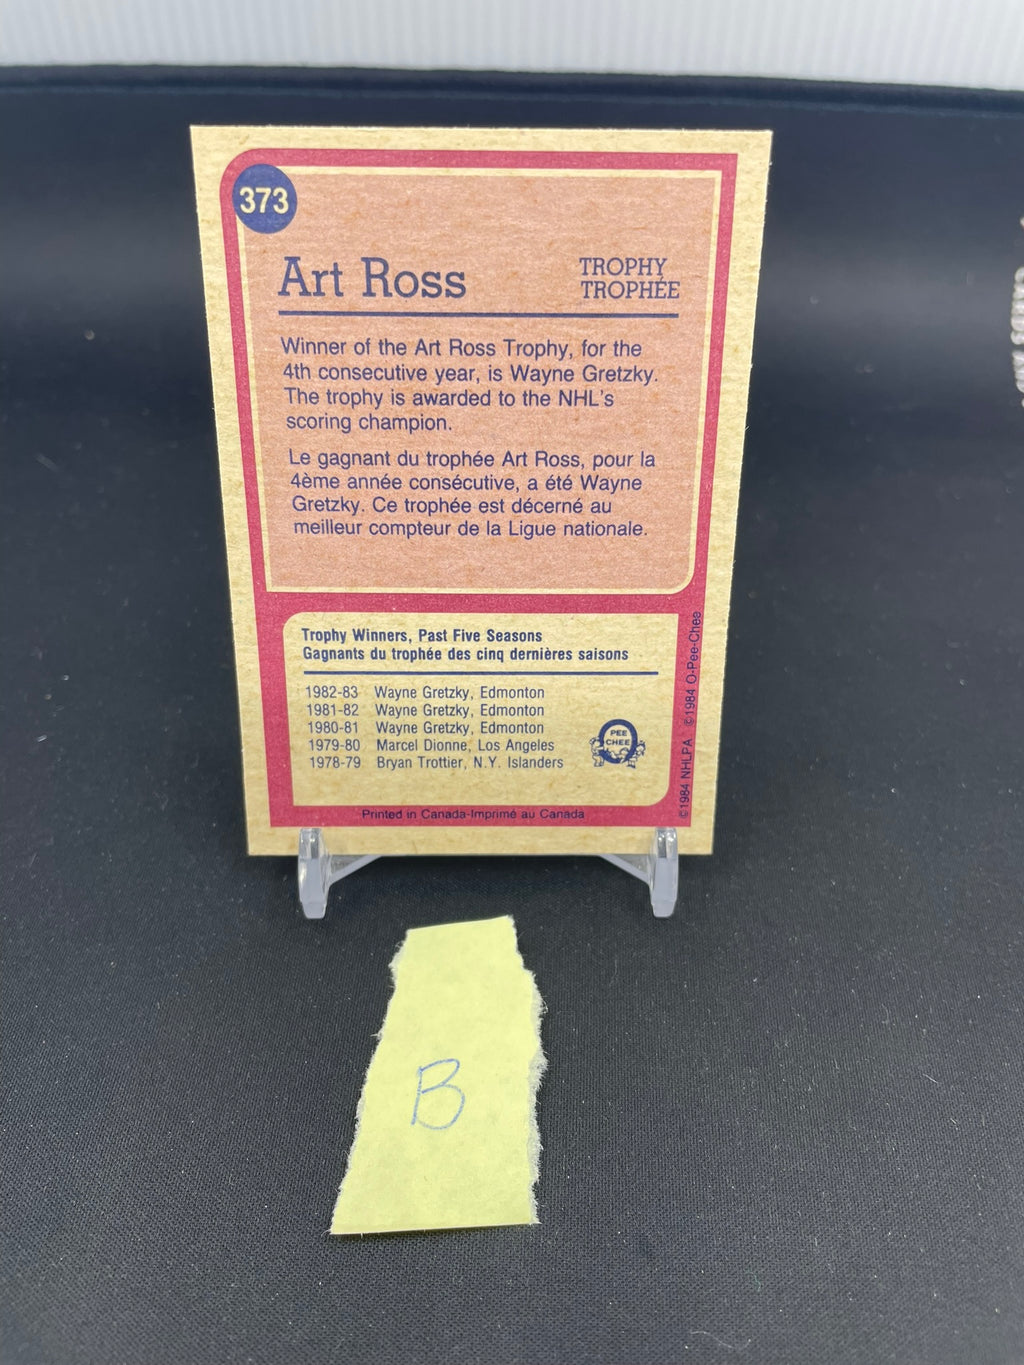 373
Art Ross
TROPHY
TROPHÉE
Winner of the Art Ross Trophy, for the
4th consecutive year, is Wayne Gretzky.
The trophy is awarded to the NHL's
scoring champion.
Le gagnant du trophée Art Ross, pour la
4ème année consécutive, a été Wayne
Gretzky. Ce trophée est décerné au
meilleur compteur de la Ligue nationale.
Trophy Winners, Past Five Seasons
Gagnants du trophée des cinq dernières saisons
1982-83 Wayne Gretzky, Edmonton
1981-82 Wayne Gretzky, Edmonton
1980-81 Wayne Gretzky, Edmonton
1979-80 Marcel Dionne, Los Angeles
1978-79 Bryan Trottier, N.Y. Islanders
PEE
CHEE
©1984 NHLPA ©1984 O-Pee-Chee
Printed in Canada-Imprimé au Canada
B